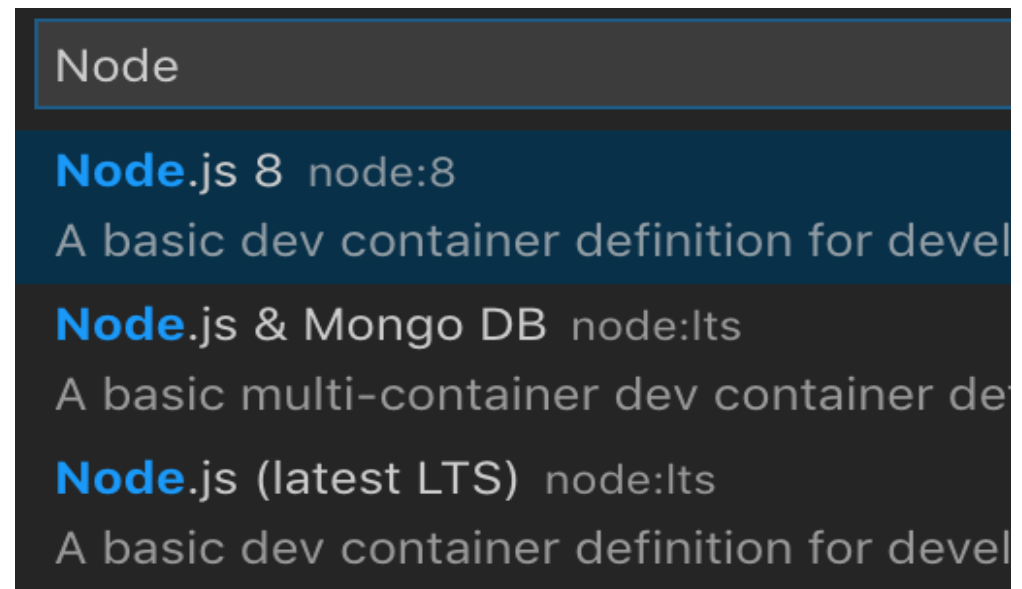 Node
Node.js 8 node:8
A basic dev container definition for devel
Node.js & Mongo DB node:lts
A basic multi-container dev container de
Node.js (latest LTS) node:lts
A basic dev container definition for devel